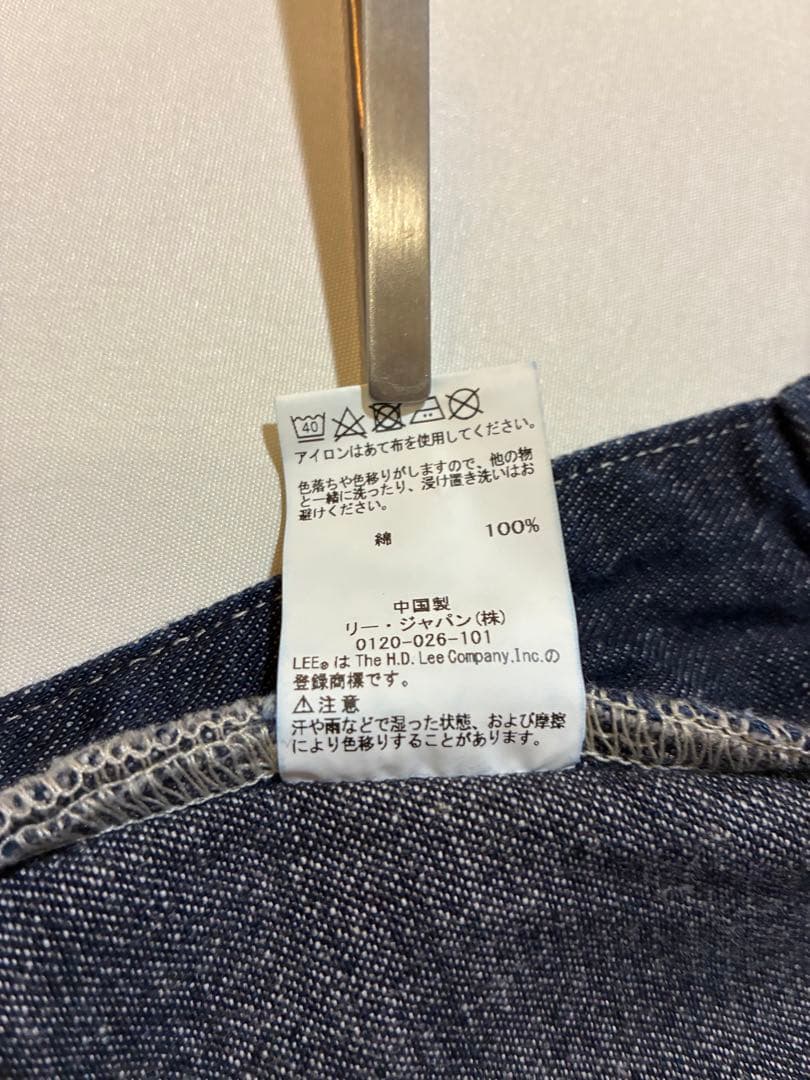 40
アイロンはあて布を使用してください。
色落ちや色移りがしますので、他の物
と一緒に洗ったり、浸け置き洗いはお
避けください。
綿 100%
中国製
リー・ジャパン(株)
0120-026-101
LEE® は The H.D. Lee Company.Inc.の
登録商標です。
⚠注意
汗や雨などで湿った状態、および摩擦
により色移りすることがあります。